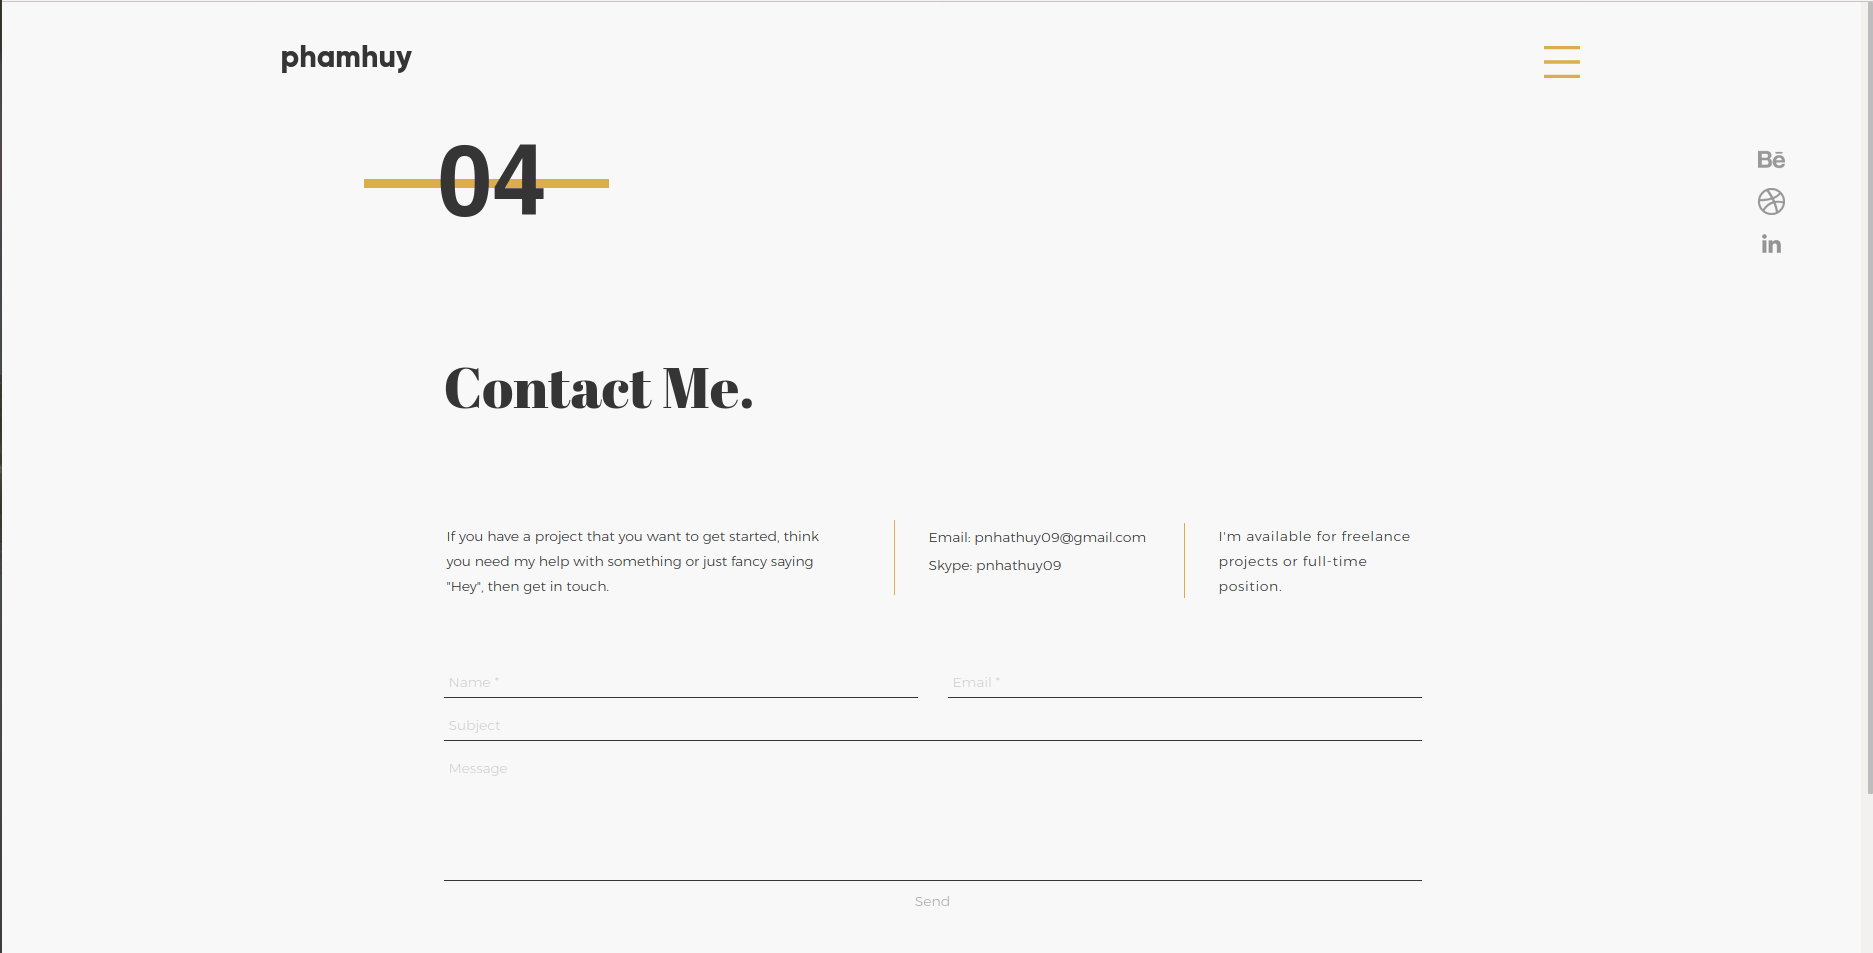 phamhuy
04
Bē
in
Contact Me.
If you have a project that you want to get started, think
you need my help with something or just fancy saying
"Hey", then get in touch.
Email: pnhathuy09@gmail.com
Skype: pnhathuy09
I'm available for freelance
projects or full-time
position.
Name *
Email *
Subject
Message
Send